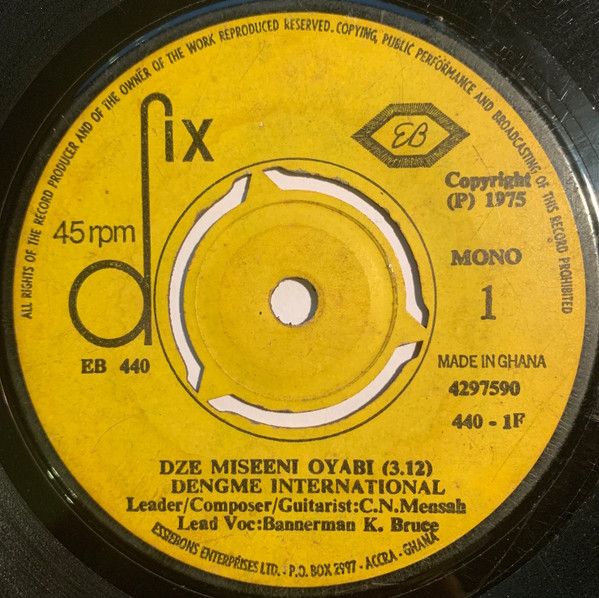 ALL RIGHTS OF THE RECORD PRODUCER AND OF THE OWNER OF THE WORK REPRODUCED RESERVED. COPYING, PUBLIC PERFORMANCE AND BROADCASTING OF THIS RECORD PROHIBITED
dix
EB
45 rpm
Copyright
(P) 1975
MONO
1
EB 440
MADE IN GHANA
4297590
440 - 1F
DZE MISEENI OYABI (3.12)
DENGME INTERNATIONAL
Leader/Composer/Guitarist:C.N.Mensah
Lead Voc:Bannerman K. Bruce
ESSIEBONS ENTERPRISES LTD. - P.O. BOX 2997 - ACCRA - GHANA